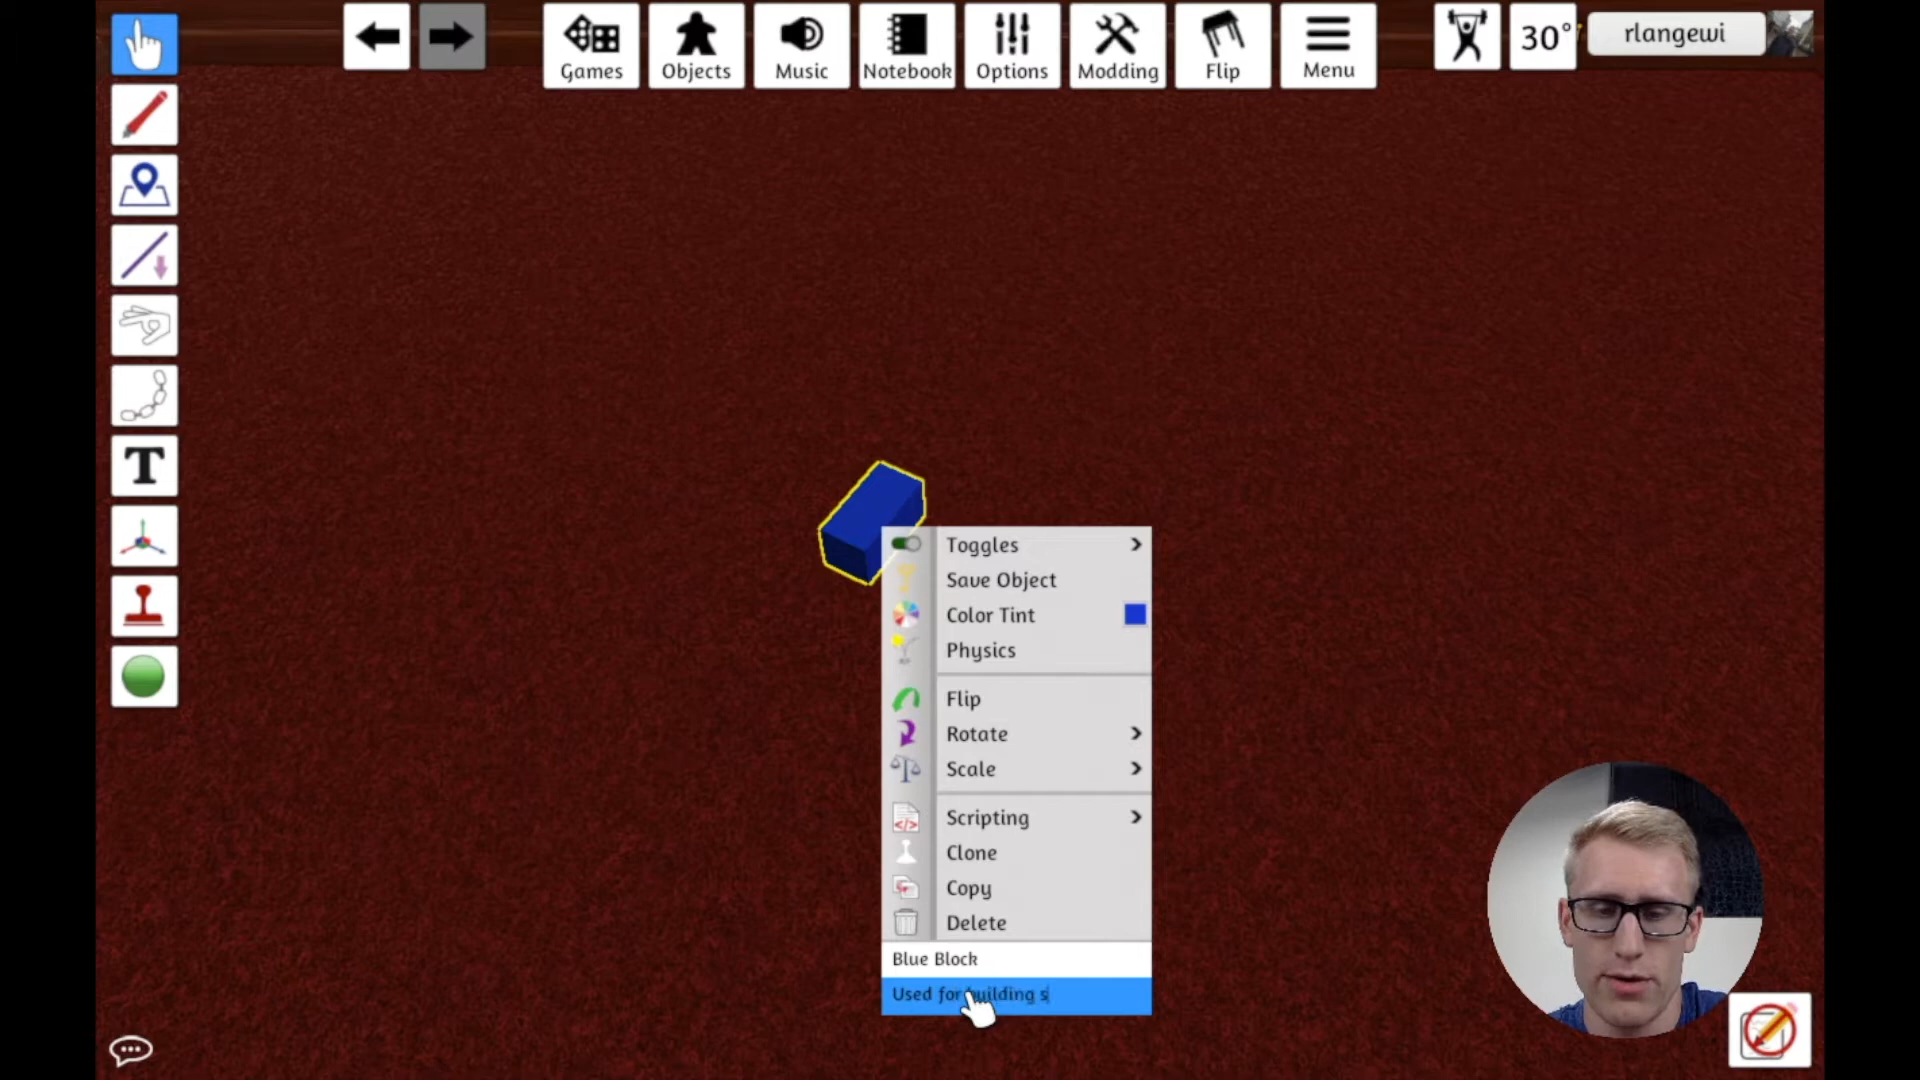 Games
Objects
Music
Notebook
Options
Modding
Flip
Menu
30°
rlangewi
T
Toggles
Save Object
Color Tint
Physics
Flip
Rotate
Scale
Scripting
Clone
Copy
Delete
Blue Block
Used for building s